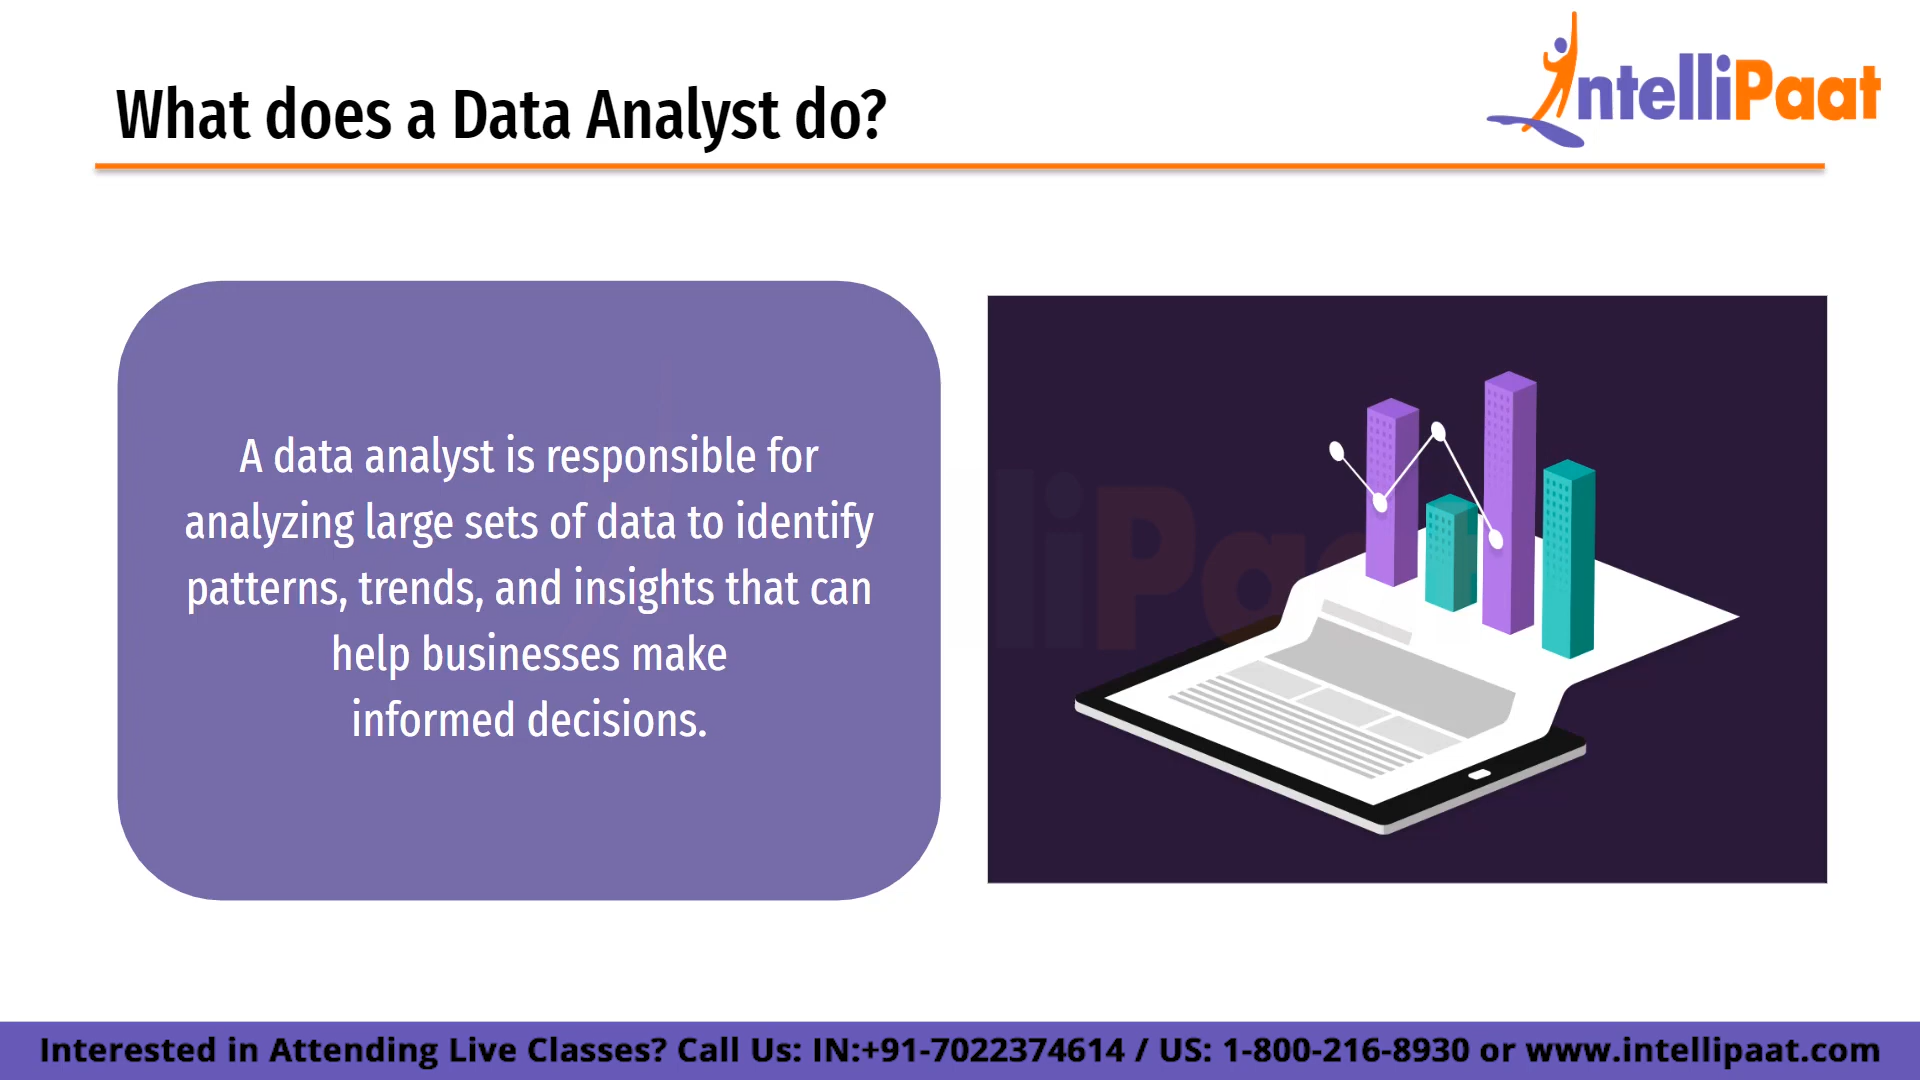 What does a Data Analyst do?
IntelliPaat
A data analyst is responsible for
analyzing large sets of data to identify
patterns, trends, and insights that can
help businesses make
informed decisions.
Interested in Attending Live Classes? Call Us: IN:+91-7022374614 / US: 1-800-216-8930 or www.intellipaat.com